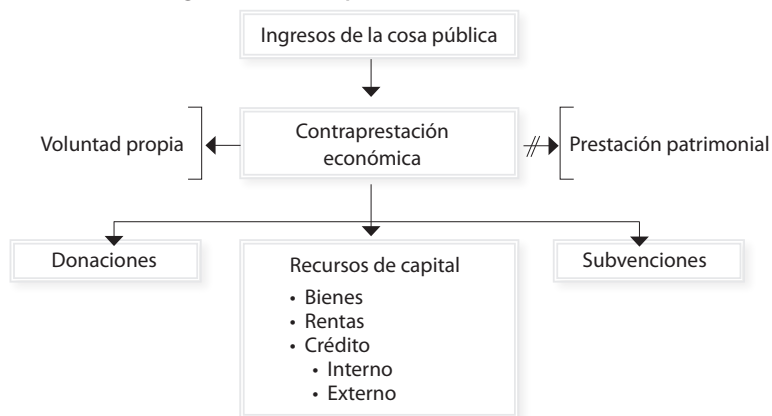 Ingresos de la cosa pública
Voluntad propia
Contraprestación
económica
Prestación patrimonial
Donaciones
Recursos de capital
• Bienes
• Rentas
• Crédito
• Interno
• Externo
Subvenciones